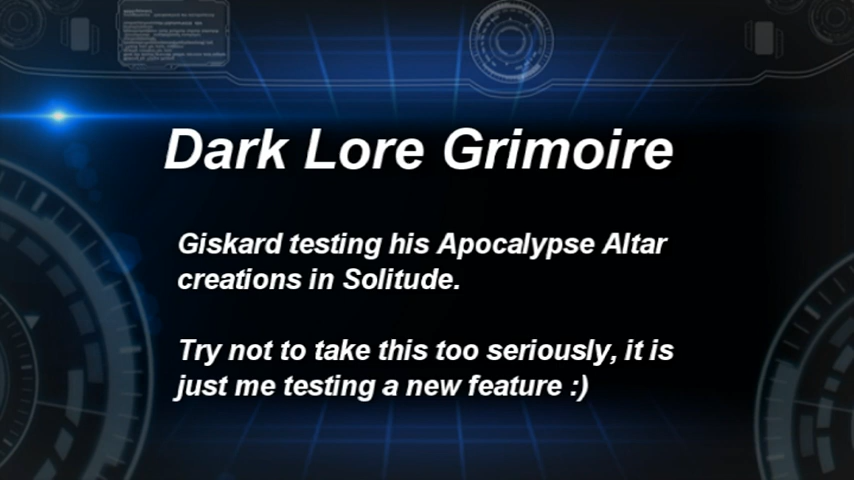 Dark Lore Grimoire
Giskard testing his Apocalypse Altar
creations in Solitude.
Try not to take this too seriously, it is
just me testing a new feature :)